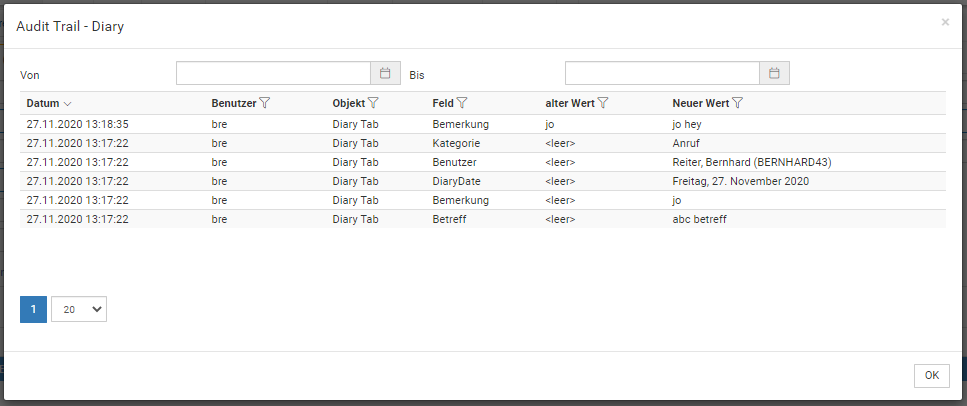 Audit Trail - Diary ×
Von Bis
Datum Benutzer Objekt Feld alter Wert Neuer Wert
27.11.2020 13:18:35 bre Diary Tab Bemerkung jo jo hey
27.11.2020 13:17:22 bre Diary Tab Kategorie <leer> Anruf
27.11.2020 13:17:22 bre Diary Tab Benutzer <leer> Reiter, Bernhard (BERNHARD43)
27.11.2020 13:17:22 bre Diary Tab DiaryDate <leer> Freitag, 27. November 2020
27.11.2020 13:17:22 bre Diary Tab Bemerkung <leer> jo
27.11.2020 13:17:22 bre Diary Tab Betreff <leer> abc betreff
1 20
OK